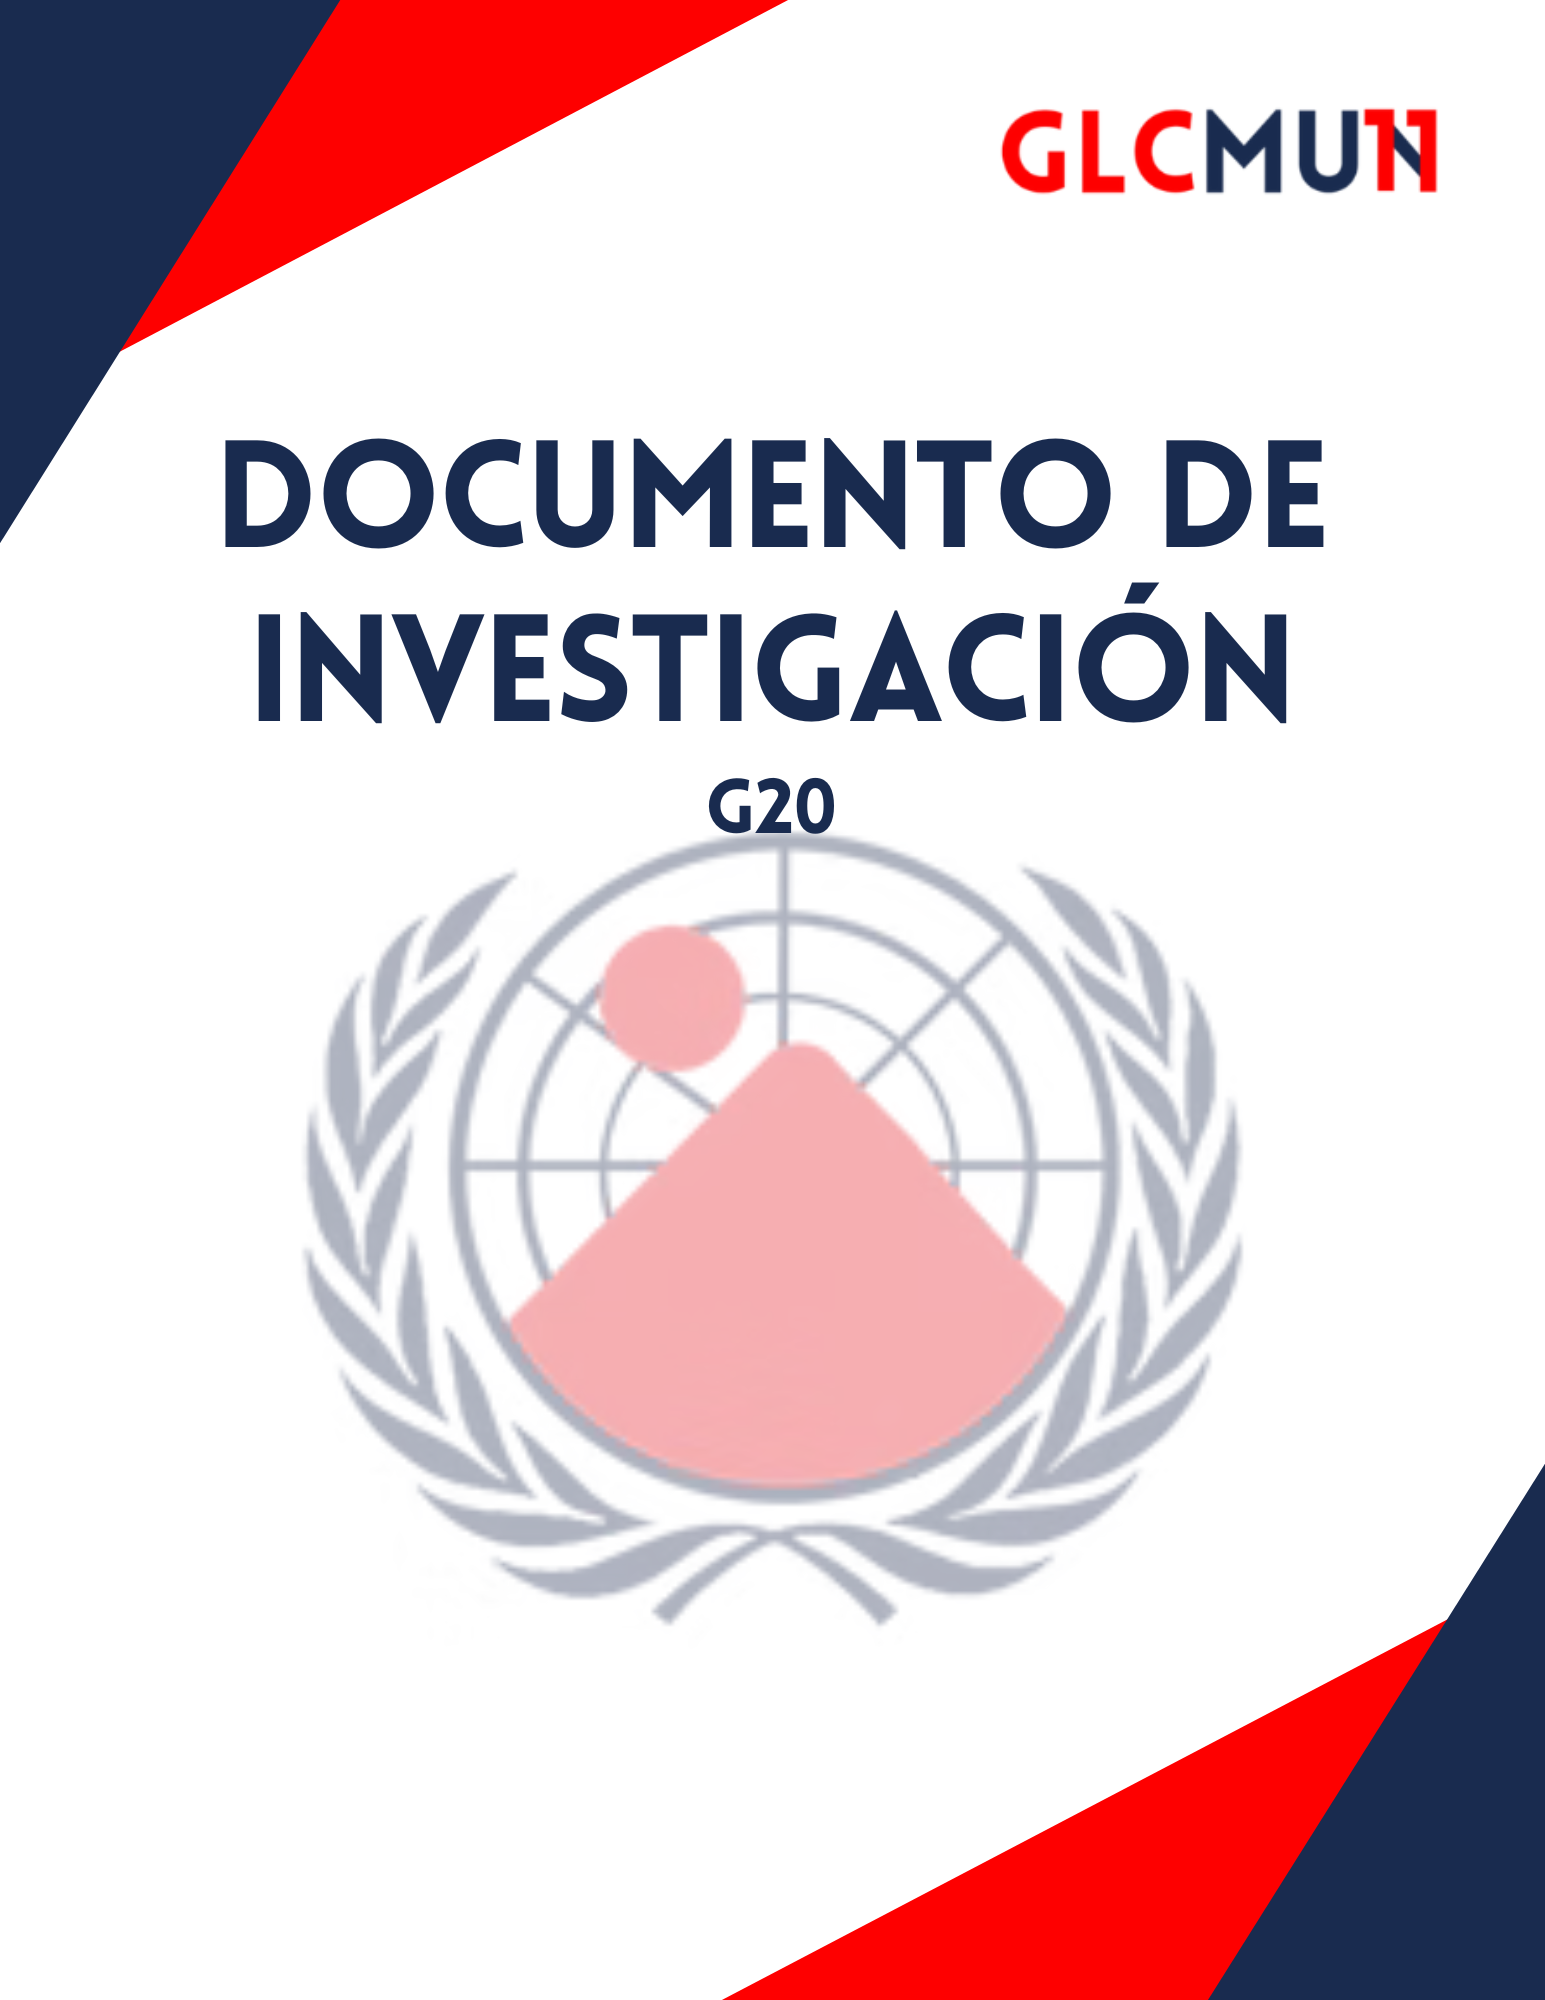 GLCMUN
DOCUMENTO DE
INVESTIGACIÓN
G20